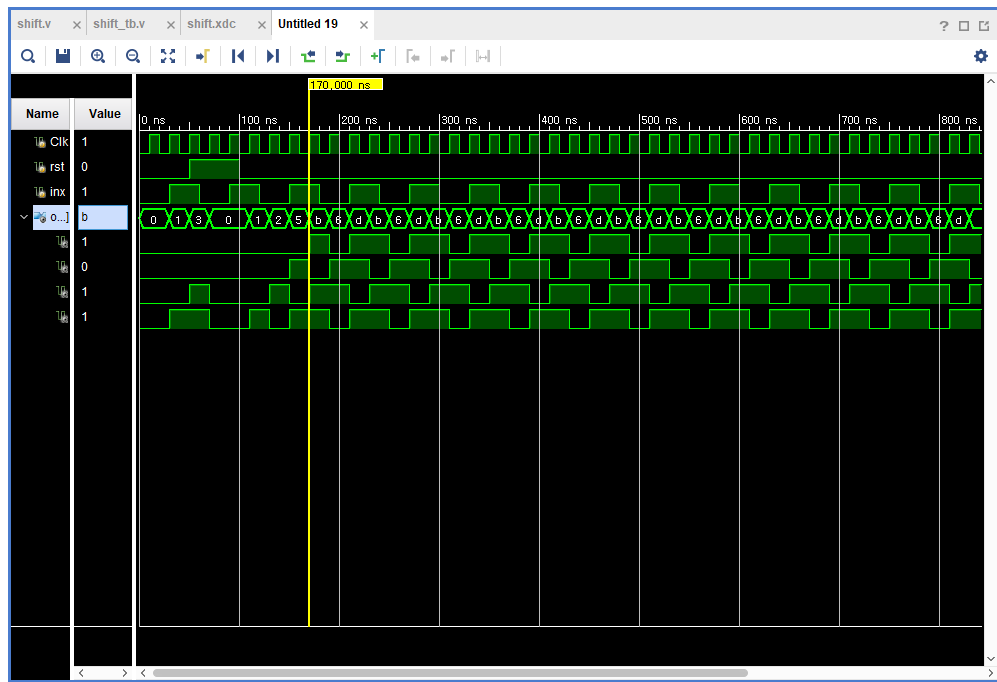 shift.v × shift_tb.v × shift.xdc × Untitled 19 × ?
170,000 ns
Name Value 0 ns 100 ns 200 ns 300 ns 400 ns 500 ns 600 ns 700 ns 800 ns
Clk 1
rst 0
inx 1
o...] b 0 1 3 0 1 2 5 b 6 d b 6 d b 6 d b 6 d b 6 d b 6 d b 6 d b 6 d b 6 d b 6 d b 6 d
1
0
1
1